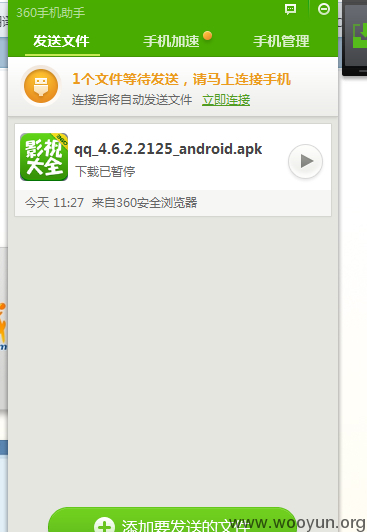 360手机助手
发送文件 手机加速 手机管理
1个文件等待发送，请马上连接手机
连接后将自动发送文件 立即连接
影视大全
qq_4.6.2.2125_android.apk
下载已暂停
今天 11:27 来自360安全浏览器
添加要发送的文件
www.wooyun.org